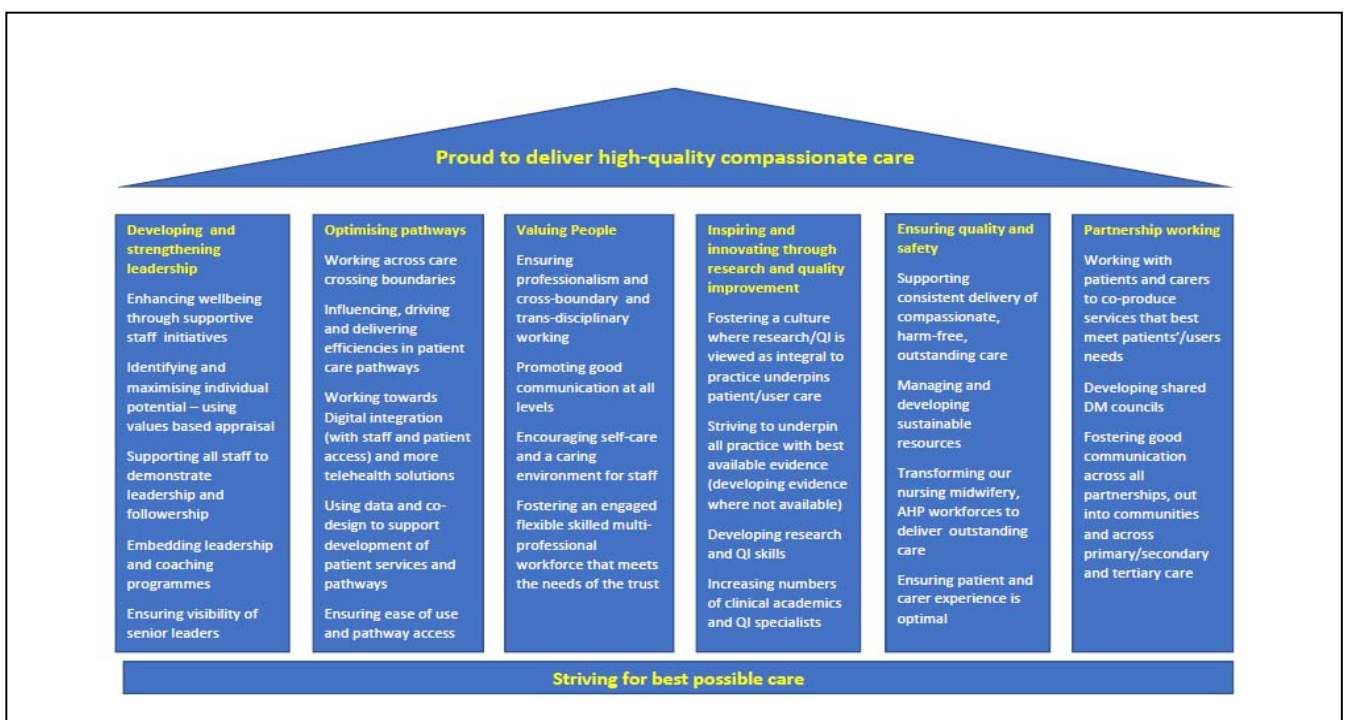 Proud to deliver high-quality compassionate care
Developing and
strengthening
leadership
Enhancing wellbeing
through supportive
staff initiatives
Identifying and
maximising individual
potential – using
values based appraisal
Supporting all staff to
demonstrate
leadership and
followership
Embedding leadership
and coaching
programmes
Ensuring visibility of
senior leaders
Optimising pathways
Working across care
crossing boundaries
Influencing, driving
and delivering
efficiencies in patient
care pathways
Working towards
Digital integration
(with staff and patient
access) and more
telehealth solutions
Using data and co-
design to support
development of
patient services and
pathways
Ensuring ease of use
and pathway access
Valuing People
Ensuring
professionalism and
cross-boundary and
trans-disciplinary
working
Promoting good
communication at all
levels
Encouraging self-care
and a caring
environment for staff
Fostering an engaged
flexible skilled multi-
professional
workforce that meets
the needs of the trust
Inspiring and
innovating through
research and quality
improvement
Fostering a culture
where research/QI is
viewed as integral to
practice underpins
patient/user care
Striving to underpin
all practice with best
available evidence
(developing evidence
where not available)
Developing research
and QI skills
Increasing numbers
of clinical academics
and QI specialists
Ensuring quality and
safety
Supporting
consistent delivery of
compassionate,
harm-free,
outstanding care
Managing and
developing
sustainable
resources
Transforming our
nursing midwifery,
AHP workforces to
deliver outstanding
care
Ensuring patient and
carer experience is
optimal
Partnership working
Working with
patients and carers
to co-produce
services that best
meet patients’/users
needs
Developing shared
DM councils
Fostering good
communication
across all
partnerships, out
into communities
and across
primary/secondary
and tertiary care
Striving for best possible care